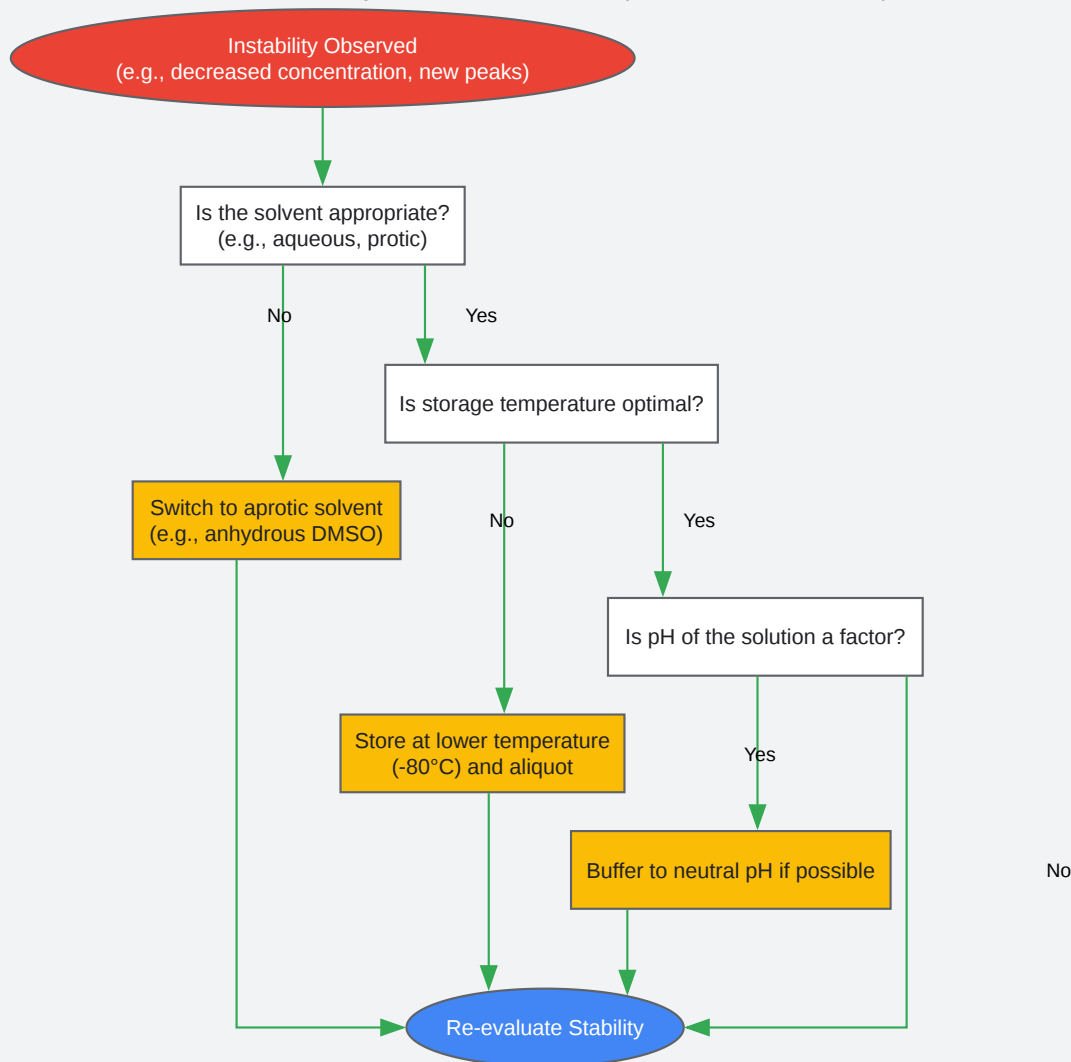 Instability Observed
(e.g., decreased concentration, new peaks)
Is the solvent appropriate?
(e.g., aqueous, protic)
No
Yes
Is storage temperature optimal?
Switch to aprotic solvent
(e.g., anhydrous DMSO)
No
Yes
Is pH of the solution a factor?
Store at lower temperature
(-80°C) and aliquot
Yes
Buffer to neutral pH if possible
No
Re-evaluate Stability